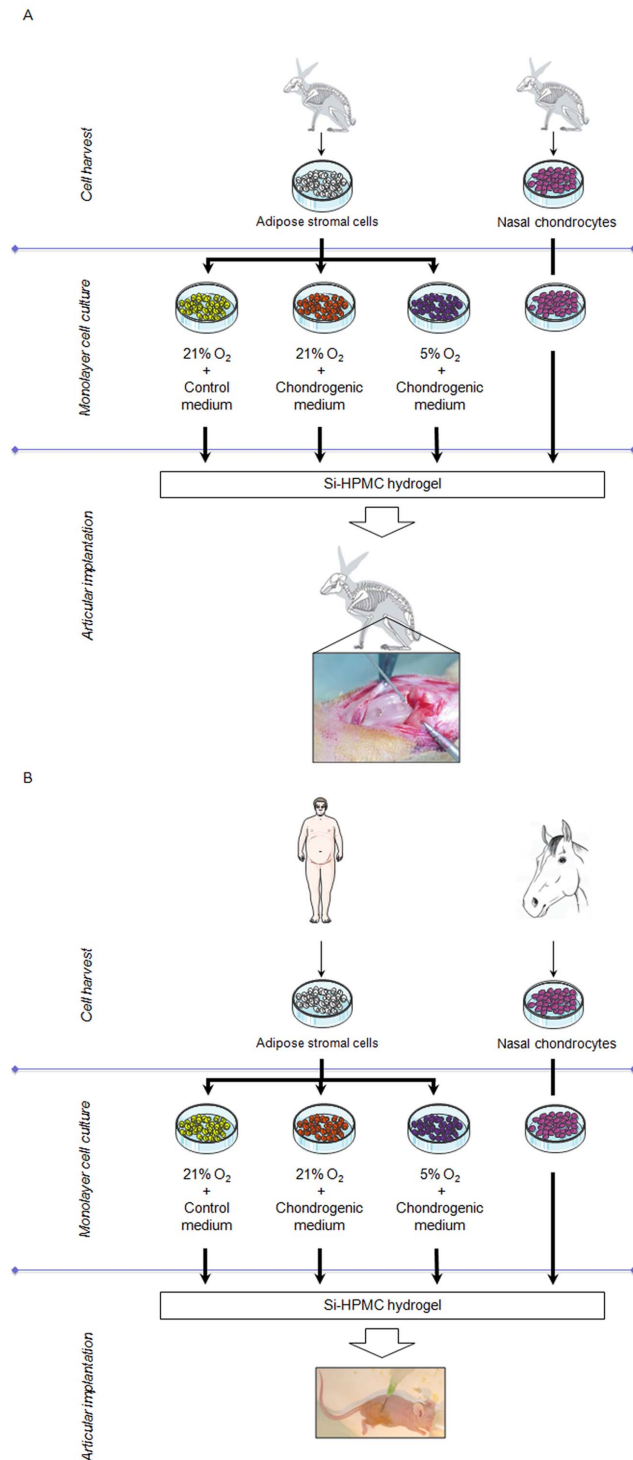 A
Cell harvest
Adipose stromal cells
Nasal chondrocytes
Monolayer cell culture
21% O₂
+
Control
medium
21% O₂
+
Chondrogenic
medium
5% O₂
+
Chondrogenic
medium
Si-HPMC hydrogel
Articular implantation
B
Cell harvest
Adipose stromal cells
Nasal chondrocytes
Monolayer cell culture
21% O₂
+
Control
medium
21% O₂
+
Chondrogenic
medium
5% O₂
+
Chondrogenic
medium
Si-HPMC hydrogel
Articular implantation